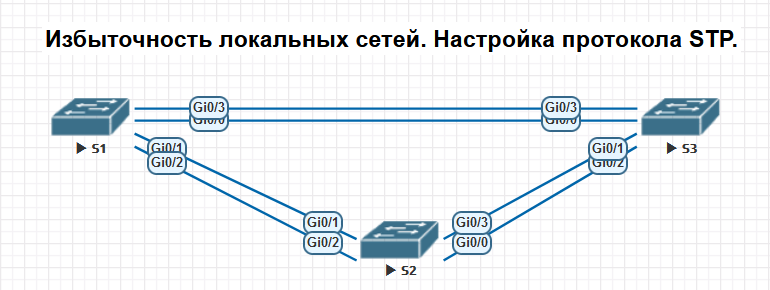 Избыточность локальных сетей. Настройка протокола STP.
Gi0/3
Gi0/3
Gi0/0
Gi0/0
S1
Gi0/1
Gi0/1
S3
Gi0/2
Gi0/2
Gi0/1
Gi0/3
Gi0/2
Gi0/0
S2